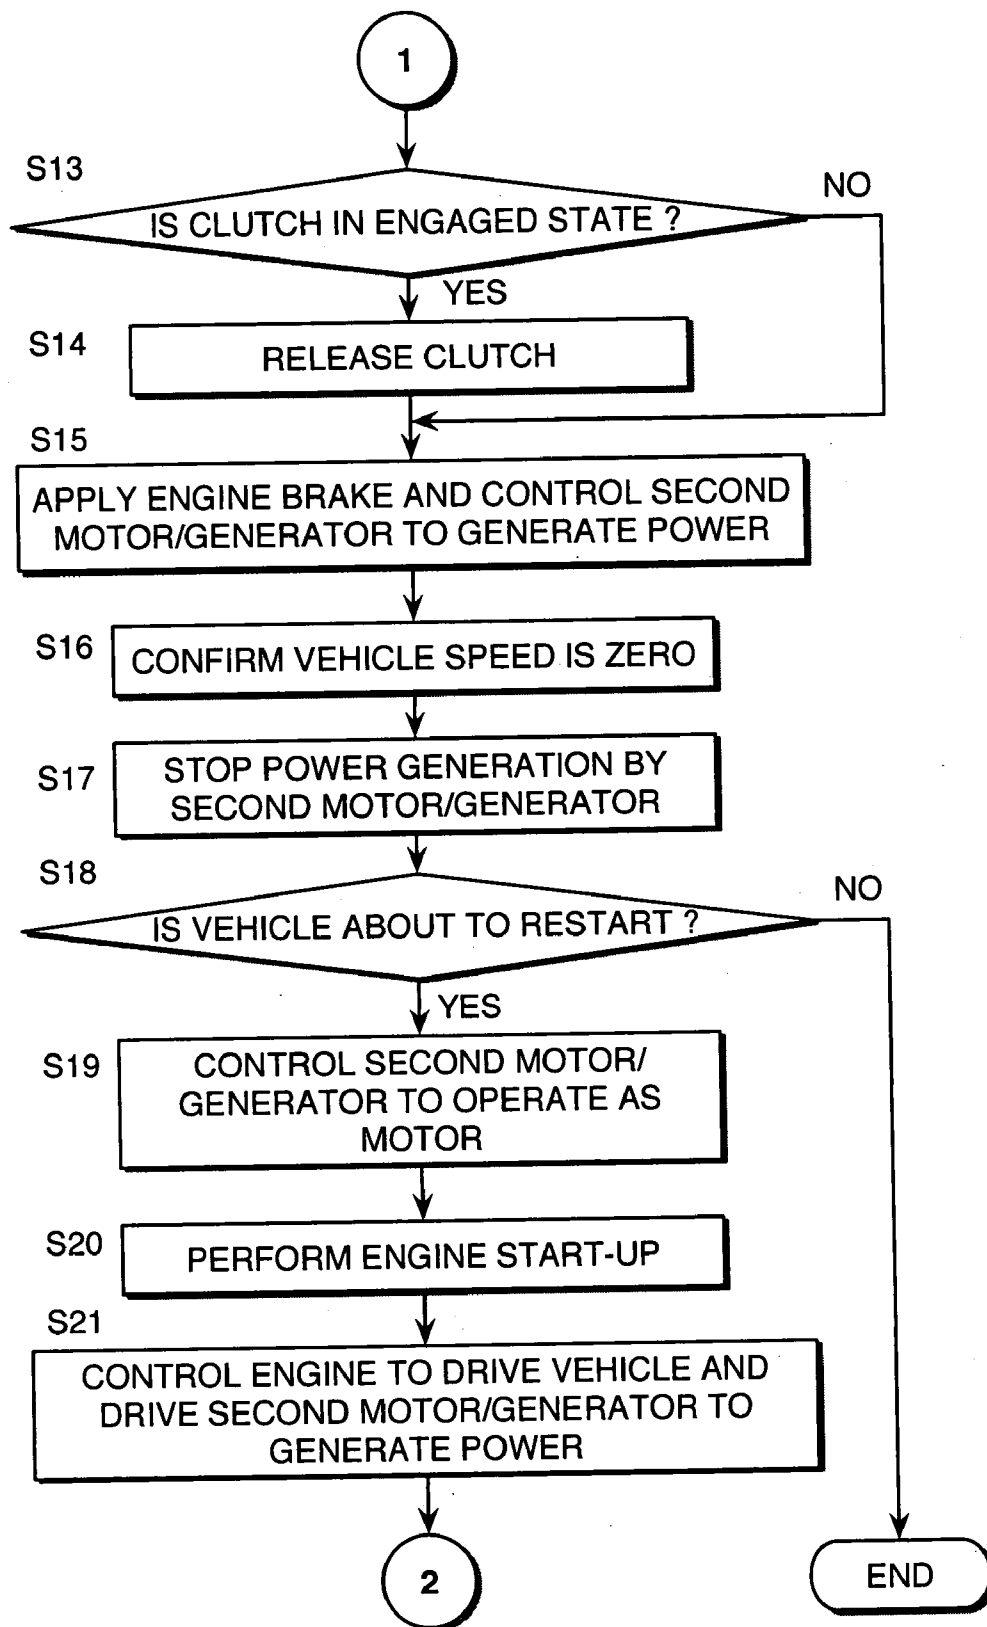 1
S13
NO
IS CLUTCH IN ENGAGED STATE ?
YES
S14
RELEASE CLUTCH
S15
APPLY ENGINE BRAKE AND CONTROL SECOND
MOTOR/GENERATOR TO GENERATE POWER
S16
CONFIRM VEHICLE SPEED IS ZERO
S17
STOP POWER GENERATION BY
SECOND MOTOR/GENERATOR
S18
NO
IS VEHICLE ABOUT TO RESTART ?
YES
S19
CONTROL SECOND MOTOR/
GENERATOR TO OPERATE AS
MOTOR
S20
PERFORM ENGINE START-UP
S21
CONTROL ENGINE TO DRIVE VEHICLE AND
DRIVE SECOND MOTOR/GENERATOR TO
GENERATE POWER
2
END